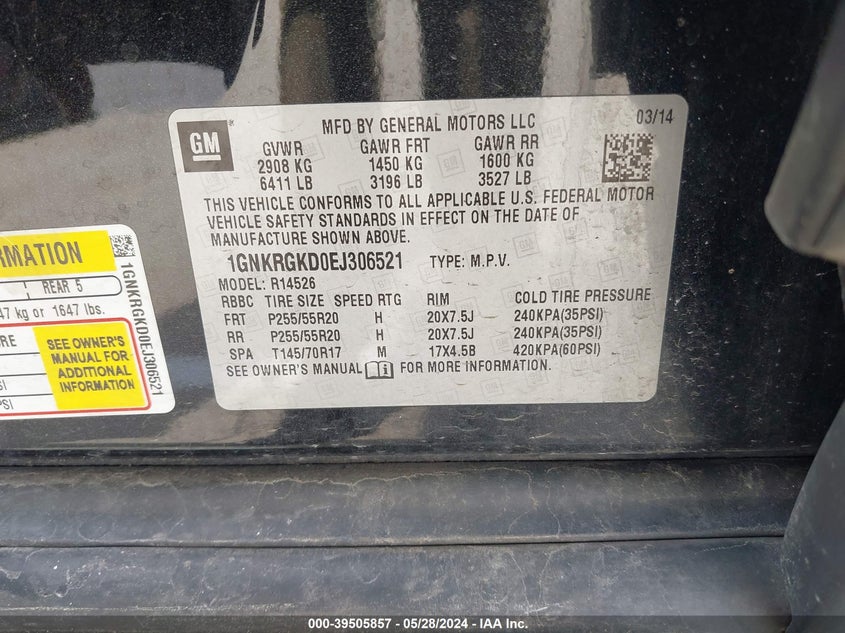 GM
MFD BY GENERAL MOTORS LLC
03/14
GVWR GAWR FRT GAWR RR
2908 KG 1450 KG 1600 KG
6411 LB 3196 LB 3527 LB
THIS VEHICLE CONFORMS TO ALL APPLICABLE U.S. FEDERAL MOTOR
VEHICLE SAFETY STANDARDS IN EFFECT ON THE DATE OF
MANUFACTURE SHOWN ABOVE.
1GNKRGKD0EJ306521 TYPE: M.P.V.
MODEL: R14526
RBBC TIRE SIZE SPEED RTG RIM COLD TIRE PRESSURE
FRT P255/55R20 H 20X7.5J 240KPA(35PSI)
RR P255/55R20 H 20X7.5J 240KPA(35PSI)
SPA T145/70R17 M 17X4.5B 420KPA(60PSI)
SEE OWNER'S MANUAL i FOR MORE INFORMATION.
RMATION
REAR 5
47 kg or 1647 lbs.
RE
SEE OWNER'S
MANUAL FOR
ADDITIONAL
INFORMATION
SI
PSI
1GNKRGKD0EJ306521
000-39505857 - 05/28/2024 - IAA Inc.